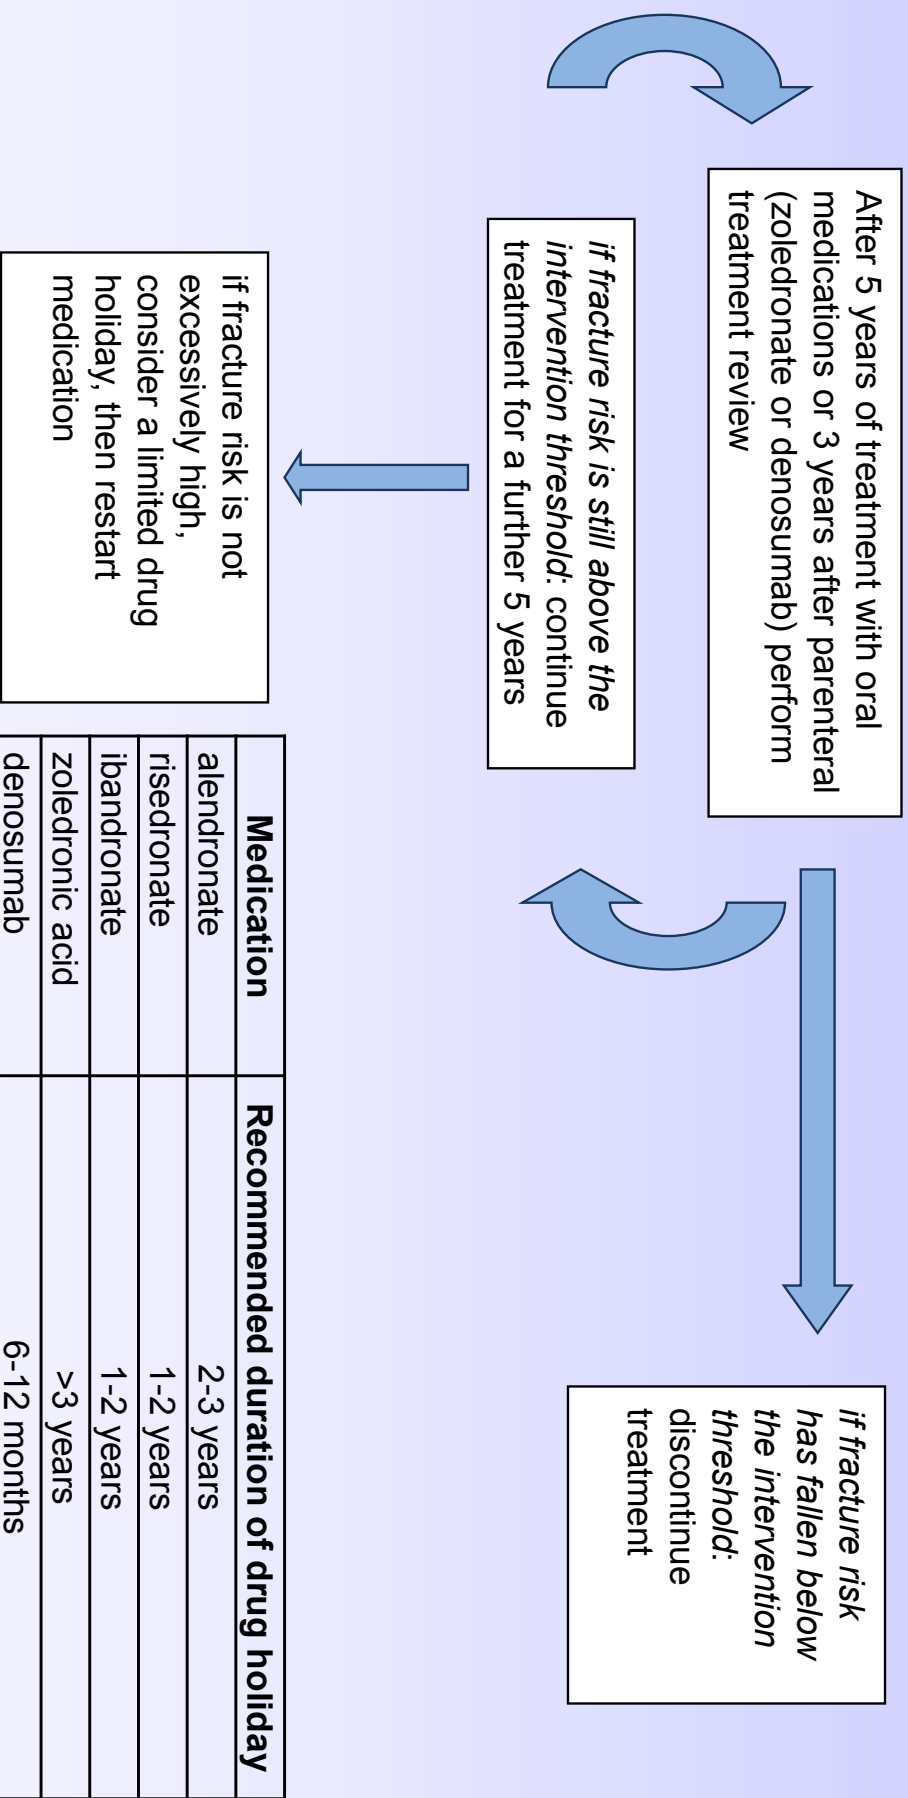 After 5 years of treatment with oral
medications or 3 years after parenteral
(zoledronate or denosumab) perform
treatment review
if fracture risk
has fallen below
the intervention
threshold:
discontinue
treatment
if fracture risk is still above the
intervention threshold: continue
treatment for a further 5 years
if fracture risk is not
excessively high,
consider a limited drug
holiday, then restart
medication
Medication Recommended duration of drug holiday
alendronate 2-3 years
risedronate 1-2 years
ibandronate 1-2 years
zoledronic acid >3 years
denosumab 6-12 months